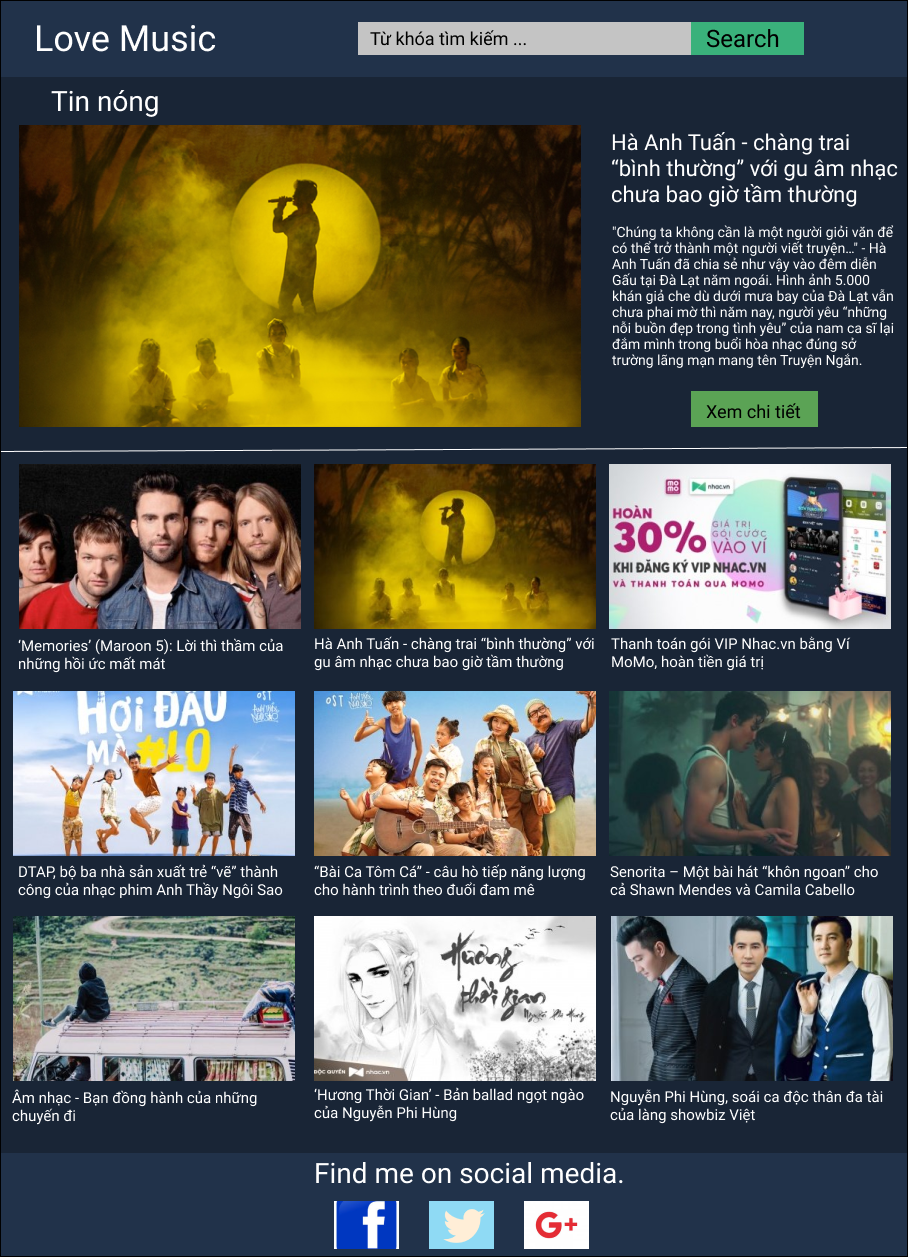 Love Music
Từ khóa tìm kiếm ...
Search
Tin nóng
Hà Anh Tuấn - chàng trai
“bình thường” với gu âm nhạc
chưa bao giờ tầm thường
"Chúng ta không cần là một người giỏi văn để
có thể trở thành một người viết truyện…" - Hà
Anh Tuấn đã chia sẻ như vậy vào đêm diễn
Gấu tại Đà Lạt năm ngoái. Hình ảnh 5.000
khán giả che dù dưới mưa bay của Đà Lạt vẫn
chưa phai mờ thì năm nay, người yêu “những
nỗi buồn đẹp trong tình yêu” của nam ca sĩ lại
đắm mình trong buổi hòa nhạc đúng sở
trường lãng mạn mang tên Truyện Ngắn.
Xem chi tiết
mo
mo
nhac.vn
HOÀN
30%
GIÁ TRỊ
GÓI CƯỚC
VÀO VÍ
KHI ĐĂNG KÝ VIP NHAC.VN
VÀ THANH TOÁN QUA MOMO
‘Memories’ (Maroon 5): Lời thì thầm của
những hồi ức mất mát
Hà Anh Tuấn - chàng trai “bình thường” với
gu âm nhạc chưa bao giờ tầm thường
Thanh toán gói VIP Nhac.vn bằng Ví
MoMo, hoàn tiền giá trị
HỠI ĐÂU
MÀ #LO
DTAP, bộ ba nhà sản xuất trẻ “vẽ” thành
công của nhạc phim Anh Thầy Ngôi Sao
“Bài Ca Tôm Cá” - câu hò tiếp năng lượng
cho hành trình theo đuổi đam mê
Senorita – Một bài hát “khôn ngoan” cho
cả Shawn Mendes và Camila Cabello
Hương
thời gian
Nguyễn Phi Hùng
ĐỘC QUYỀN
nhac.vn
Âm nhạc - Bạn đồng hành của những
chuyến đi
‘Hương Thời Gian’ - Bản ballad ngọt ngào
của Nguyễn Phi Hùng
Nguyễn Phi Hùng, soái ca độc thân đa tài
của làng showbiz Việt
Find me on social media.
f
G+